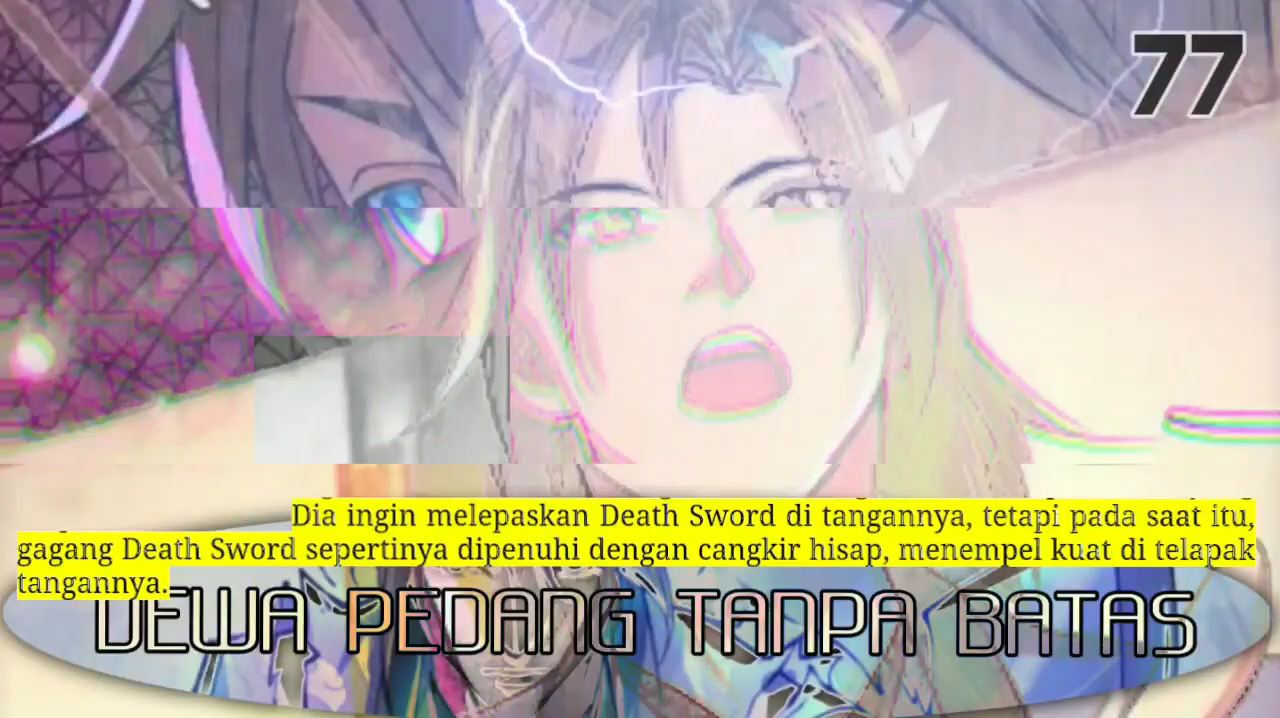 77
Dia ingin melepaskan Death Sword di tangannya, tetapi pada saat itu,
gagang Death Sword sepertinya dipenuhi dengan cangkir hisap, menempel kuat di telapak
tangannya.
DEWA PEDANG TANPA BATAS